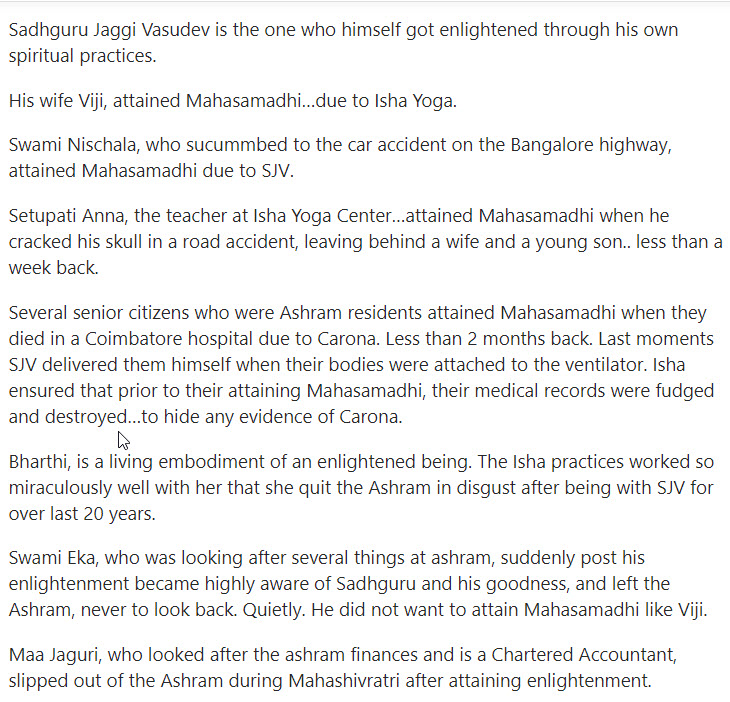 Sadhguru Jaggi Vasudev is the one who himself got enlightened through his own
spiritual practices.
His wife Viji, attained Mahasamadhi...due to Isha Yoga.
Swami Nischala, who sucummbed to the car accident on the Bangalore highway,
attained Mahasamadhi due to SJV.
Setupati Anna, the teacher at Isha Yoga Center...attained Mahasamadhi when he
cracked his skull in a road accident, leaving behind a wife and a young son.. less than a
week back.
Several senior citizens who were Ashram residents attained Mahasamadhi when they
died in a Coimbatore hospital due to Carona. Less than 2 months back. Last moments
SJV delivered them himself when their bodies were attached to the ventilator. Isha
ensured that prior to their attaining Mahasamadhi, their medical records were fudged
and destroyed...to hide any evidence of Carona.
Bharthi, is a living embodiment of an enlightened being. The Isha practices worked so
miraculously well with her that she quit the Ashram in disgust after being with SJV for
over last 20 years.
Swami Eka, who was looking after several things at ashram, suddenly post his
enlightenment became highly aware of Sadhguru and his goodness, and left the
Ashram, never to look back. Quietly. He did not want to attain Mahasamadhi like Viji.
Maa Jaguri, who looked after the ashram finances and is a Chartered Accountant,
slipped out of the Ashram during Mahashivratri after attaining enlightenment.